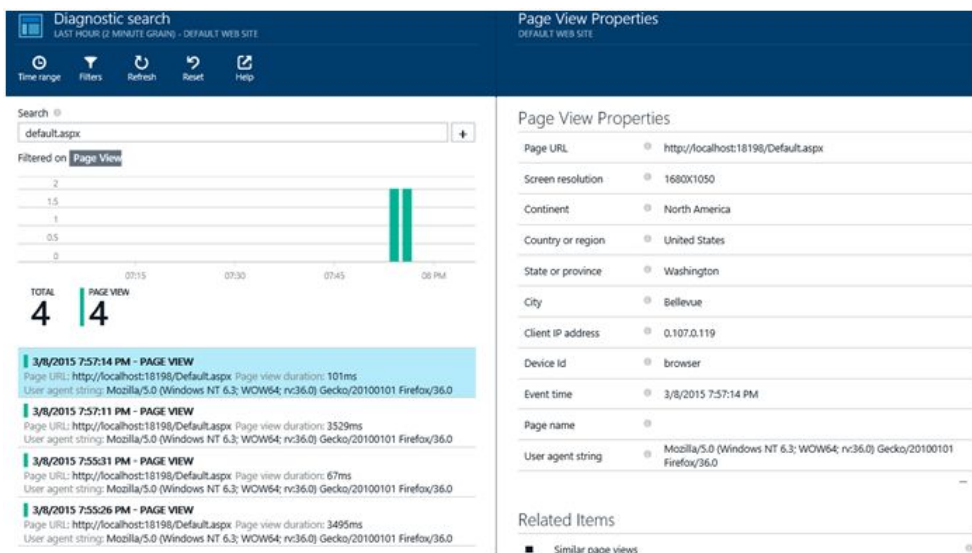 Diagnostic search
LAST HOUR (2 MINUTE GRAIN) - DEFAULT WEB SITE
Time range Filters Refresh Reset Help
Search
default.aspx +
Filtered on Page View
2
1.5
1
0.5
0
07:15 07:30 07:45 08 PM
TOTAL PAGE VIEW
4 4
3/8/2015 7:57:14 PM - PAGE VIEW
Page URL: http://localhost:18198/Default.aspx Page view duration: 101ms
User agent string: Mozilla/5.0 (Windows NT 6.3; WOW64; rv:36.0) Gecko/20100101 Firefox/36.0
3/8/2015 7:57:11 PM - PAGE VIEW
Page URL: http://localhost:18198/Default.aspx Page view duration: 3529ms
User agent string: Mozilla/5.0 (Windows NT 6.3; WOW64; rv:36.0) Gecko/20100101 Firefox/36.0
3/8/2015 7:55:31 PM - PAGE VIEW
Page URL: http://localhost:18198/Default.aspx Page view duration: 67ms
User agent string: Mozilla/5.0 (Windows NT 6.3; WOW64; rv:36.0) Gecko/20100101 Firefox/36.0
3/8/2015 7:55:26 PM - PAGE VIEW
Page URL: http://localhost:18198/Default.aspx Page view duration: 3495ms
User agent string: Mozilla/5.0 (Windows NT 6.3; WOW64; rv:36.0) Gecko/20100101 Firefox/36.0
Page View Properties
DEFAULT WEB SITE
Page View Properties
Page URL http://localhost:18198/Default.aspx
Screen resolution 1680X1050
Continent North America
Country or region United States
State or province Washington
City Bellevue
Client IP address 0.107.0.119
Device Id browser
Event time 3/8/2015 7:57:14 PM
Page name
User agent string Mozilla/5.0 (Windows NT 6.3; WOW64; rv:36.0) Gecko/20100101
Firefox/36.0
Related Items
Similar page views